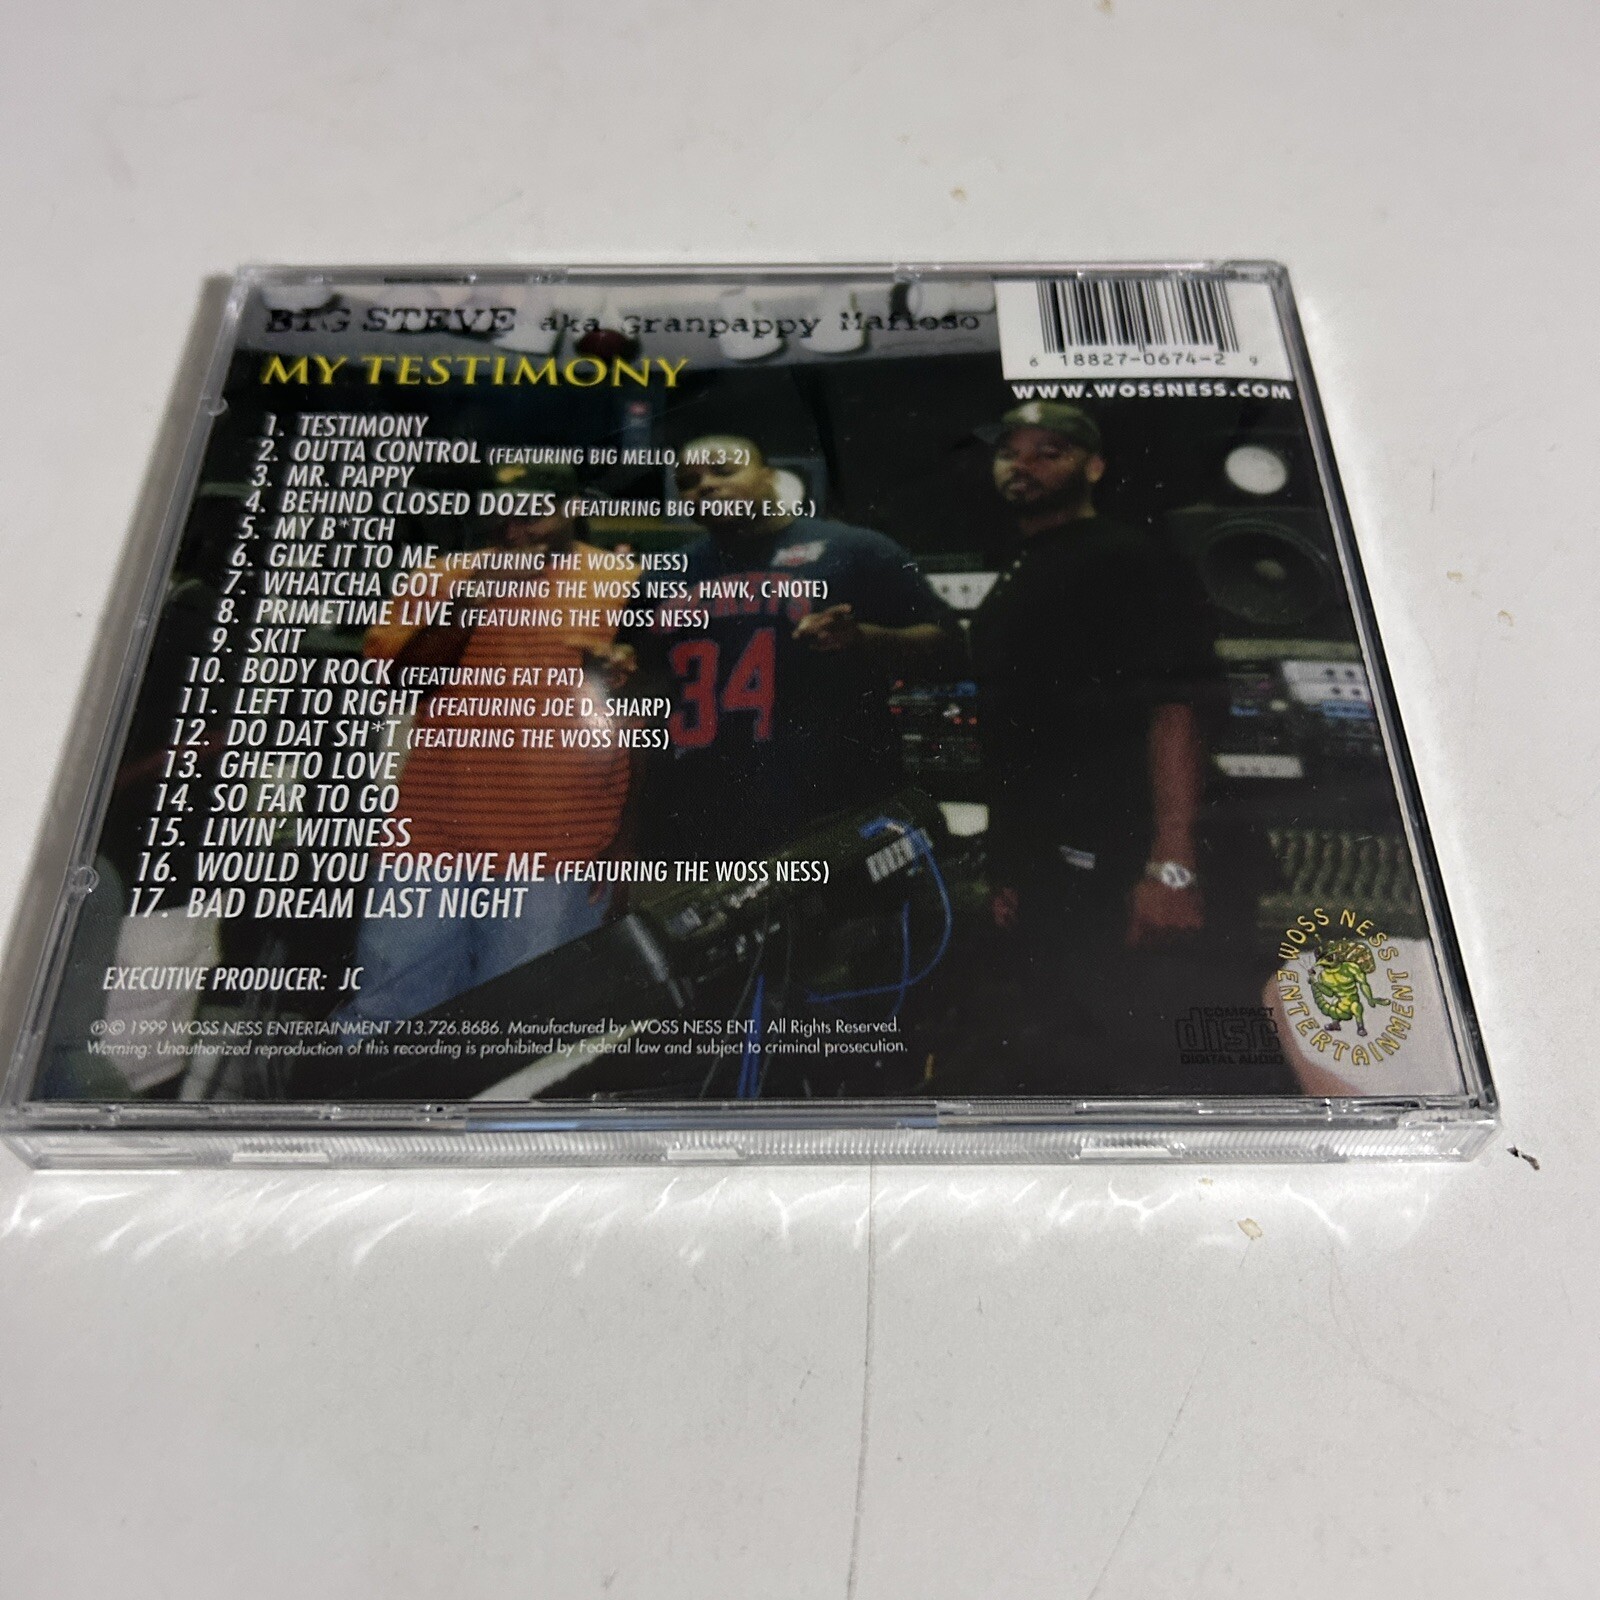 BIG STEVE aka Granpappy Mafioso
MY TESTIMONY
6 18827-0674-2 9
WWW.WOSSNESS.COM
1. TESTIMONY
2. OUTTA CONTROL (FEATURING BIG MELLO, MR.3-2)
3. MR. PAPPY
4. BEHIND CLOSED DOZES (FEATURING BIG POKEY, E.S.G.)
5. MY B*TCH
6. GIVE IT TO ME (FEATURING THE WOSS NESS)
7. WHATCHA GOT (FEATURING THE WOSS NESS, HAWK, C-NOTE)
8. PRIMETIME LIVE (FEATURING THE WOSS NESS)
9. SKIT
10. BODY ROCK (FEATURING FAT PAT)
11. LEFT TO RIGHT (FEATURING JOE D. SHARP)
12. DO DAT SH*T (FEATURING THE WOSS NESS)
13. GHETTO LOVE
14. SO FAR TO GO
15. LIVIN' WITNESS
16. WOULD YOU FORGIVE ME (FEATURING THE WOSS NESS)
17. BAD DREAM LAST NIGHT
34
EXECUTIVE PRODUCER: JC
℗© 1999 WOSS NESS ENTERTAINMENT 713.726.8686. Manufactured by WOSS NESS ENT. All Rights Reserved.
Warning: Unauthorized reproduction of this recording is prohibited by Federal law and subject to criminal prosecution.
COMPACT
disc
DIGITAL AUDIO
WOSS NESS ENTERTAINMENT